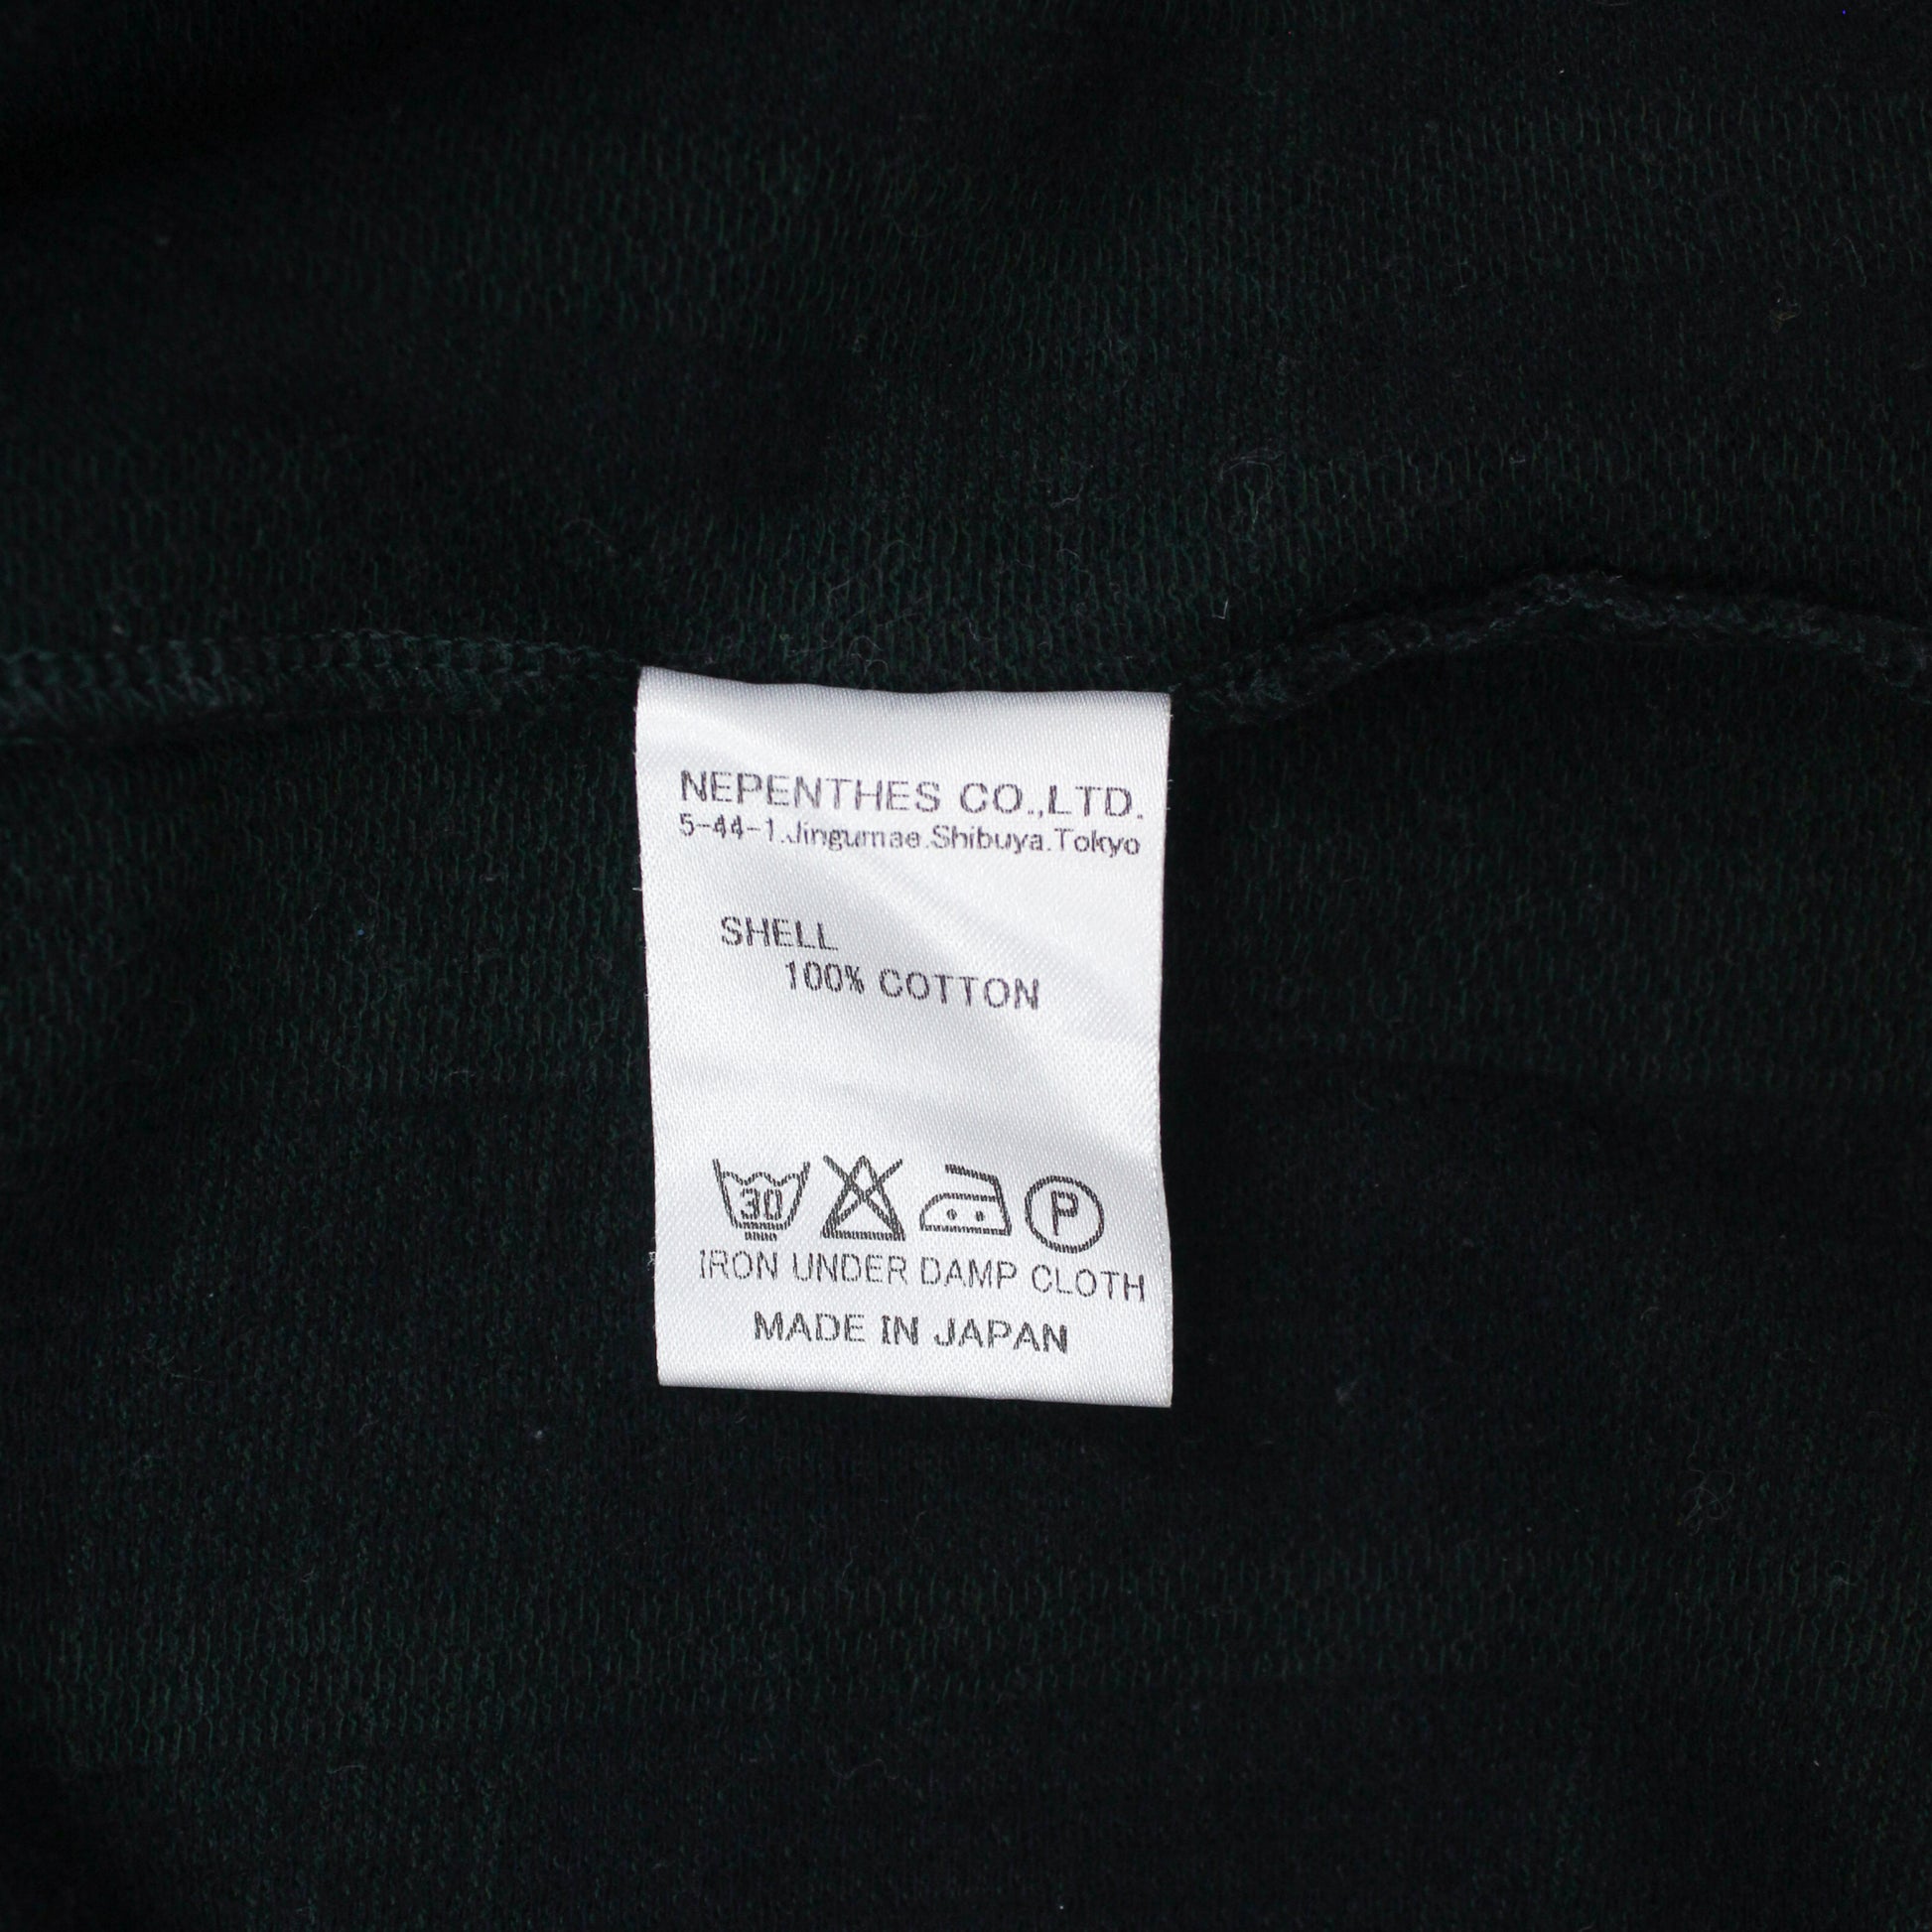 NEPENTHES CO.,LTD.
5-44-1.Jingumae.Shibuya.Tokyo
SHELL
100% COTTON
30 P
IRON UNDER DAMP CLOTH
MADE IN JAPAN